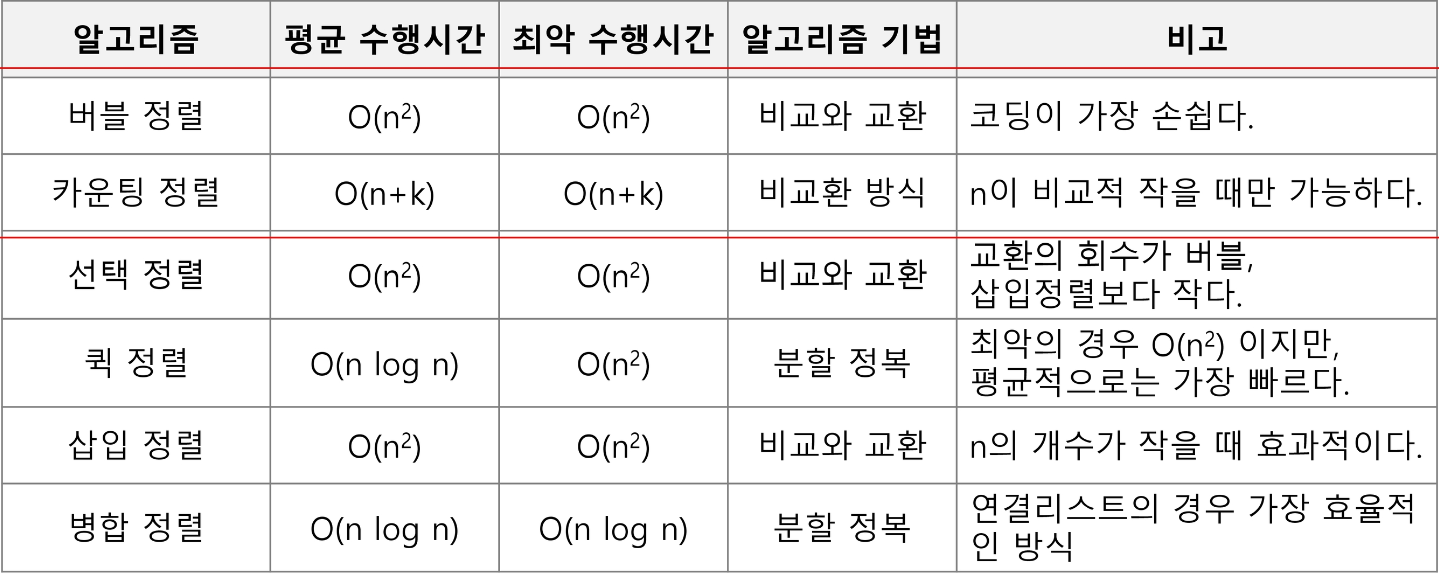 알고리즘 평균 수행시간 최악 수행시간 알고리즘 기법 비고
버블 정렬 O(n²) O(n²) 비교와 교환 코딩이 가장 손쉽다.
카운팅 정렬 O(n+k) O(n+k) 비교환 방식 n이 비교적 작을 때만 가능하다.
선택 정렬 O(n²) O(n²) 비교와 교환 교환의 회수가 버블,
삽입정렬보다 작다.
퀵 정렬 O(n log n) O(n²) 분할 정복 최악의 경우 O(n²) 이지만,
평균적으로는 가장 빠르다.
삽입 정렬 O(n²) O(n²) 비교와 교환 n의 개수가 작을 때 효과적이다.
병합 정렬 O(n log n) O(n log n) 분할 정복 연결리스트의 경우 가장 효율적
인 방식